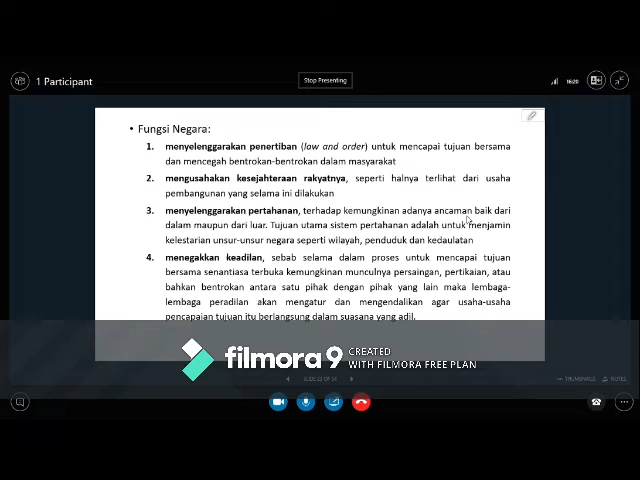 1 Participant
Stop Presenting
16:20
• Fungsi Negara:
1. menyelenggarakan penertiban (law and order) untuk mencapai tujuan bersama
dan mencegah bentrokan-bentrokan dalam masyarakat
2. mengusahakan kesejahteraan rakyatnya, seperti halnya terlihat dari usaha
pembangunan yang selama ini dilakukan
3. menyelenggarakan pertahanan, terhadap kemungkinan adanya ancaman baik dari
dalam maupun dari luar. Tujuan utama sistem pertahanan adalah untuk menjamin
kelestarian unsur-unsur negara seperti wilayah, penduduk dan kedaulatan
4. menegakkan keadilan, sebab selama dalam proses untuk mencapai tujuan
bersama senantiasa terbuka kemungkinan munculnya persaingan, pertikaian, atau
bahkan bentrokan antara satu pihak dengan pihak yang lain maka lembaga-
lembaga peradilan akan mengatur dan mengendalikan agar usaha-usaha
pencapaian tujuan itu berlangsung dalam suasana yang adil.
filmora 9 CREATED
WITH FILMORA FREE PLAN
THUMBNAILS NOTES